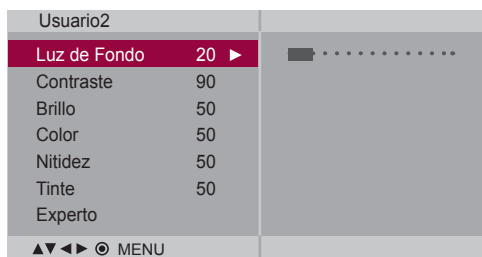 Usuario2
Luz de Fondo 20 ►
Contraste 90
Brillo 50
Color 50
Nitidez 50
Tinte 50
Experto
▲▼◄► ◉ MENU